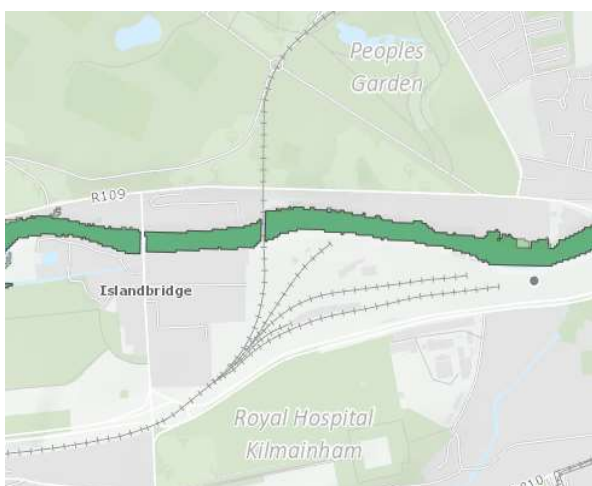 Peoples
Garden
R109
Islandbridge
Royal Hospital
Kilmainham